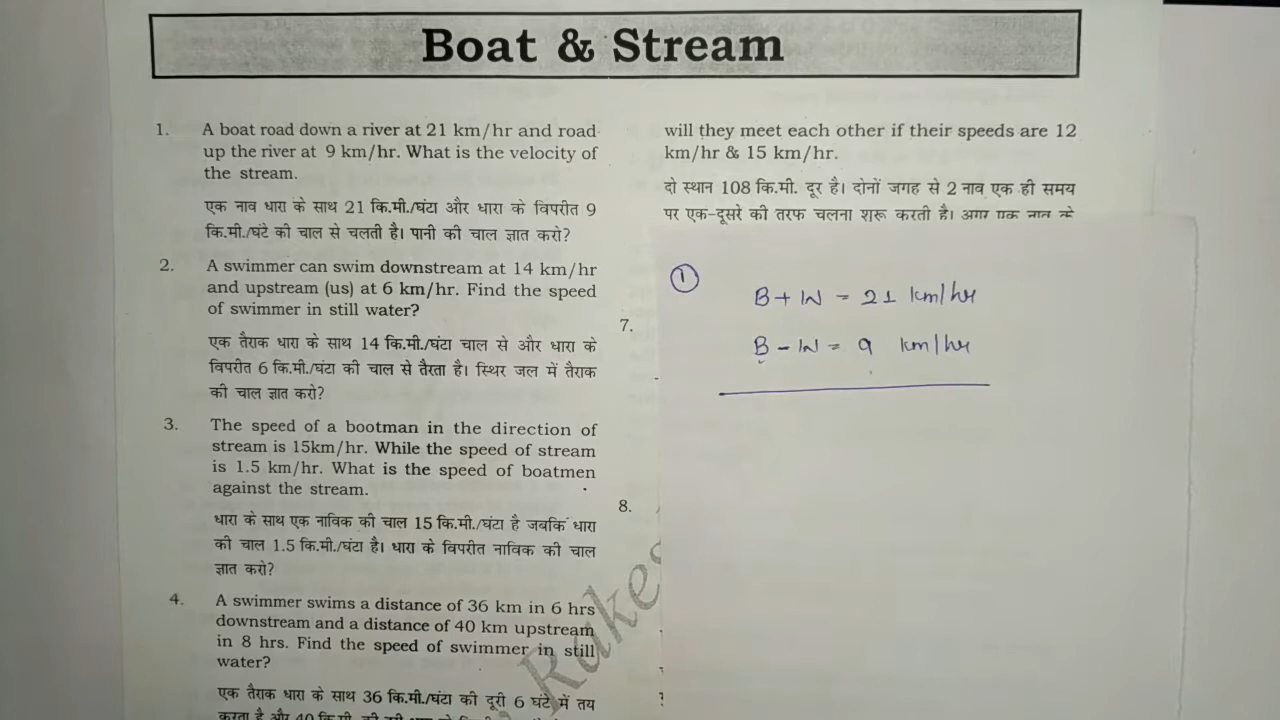 Boat & Stream
1. A boat road down a river at 21 km/hr and road
up the river at 9 km/hr. What is the velocity of
the stream.
एक नाव धारा के साथ 21 कि.मी./घंटा और धारा के विपरीत 9
कि.मी./घंटे की चाल से चलती है। पानी की चाल ज्ञात करो?
2. A swimmer can swim downstream at 14 km/hr
and upstream (us) at 6 km/hr. Find the speed
of swimmer in still water?
एक तैराक धारा के साथ 14 कि.मी./घंटा चाल से और धारा के
विपरीत 6 कि.मी./घंटा की चाल से तैरता है। स्थिर जल में तैराक
की चाल ज्ञात करो?
3. The speed of a bootman in the direction of
stream is 15km/hr. While the speed of stream
is 1.5 km/hr. What is the speed of boatmen
against the stream.
धारा के साथ एक नाविक की चाल 15 कि.मी./घंटा है जबकि धारा
की चाल 1.5 कि.मी./घंटा है। धारा के विपरीत नाविक की चाल
ज्ञात करो?
4. A swimmer swims a distance of 36 km in 6 hrs
downstream and a distance of 40 km upstream
in 8 hrs. Find the speed of swimmer in still
water?
एक तैराक धारा के साथ 36 कि.मी./घंटा की दूरी 6 घंटे में तय
करता है और 40 कि.मी. की दूरी धारा
will they meet each other if their speeds are 12
km/hr & 15 km/hr.
दो स्थान 108 कि.मी. दूर है। दोनों जगह से 2 नाव एक ही समय
पर एक-दूसरे की तरफ चलना शुरू करती है। अगर एक नाव के
7.
8.
1
B + W = 21 km/hr
B - W = 9 km/hr
Rakes